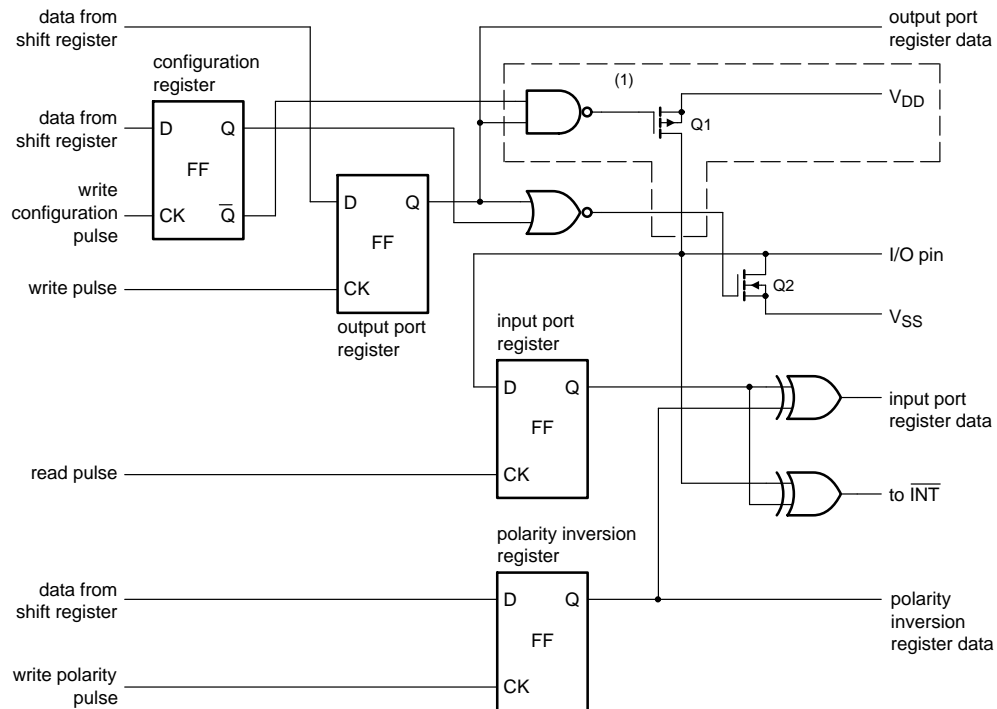 data from
shift register
output port
register data
configuration
register
(1)
VDD
Q1
data from
shift register
D
Q
FF
write
configuration
pulse
CK
Q
D
Q
FF
CK
I/O pin
Q2
write pulse
output port
register
input port
register
VSS
D
Q
FF
CK
input port
register data
read pulse
to INT
polarity inversion
register
data from
shift register
D
Q
FF
CK
polarity
inversion
register data
write polarity
pulse